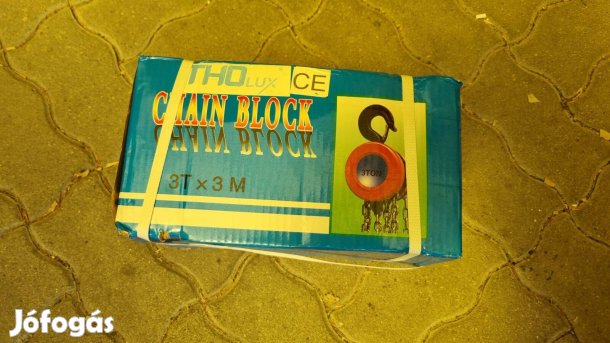 THOLUX CE
CHAIN BLOCK
CHAIN BLOCK
3T × 3 M
3TON
Jófogás